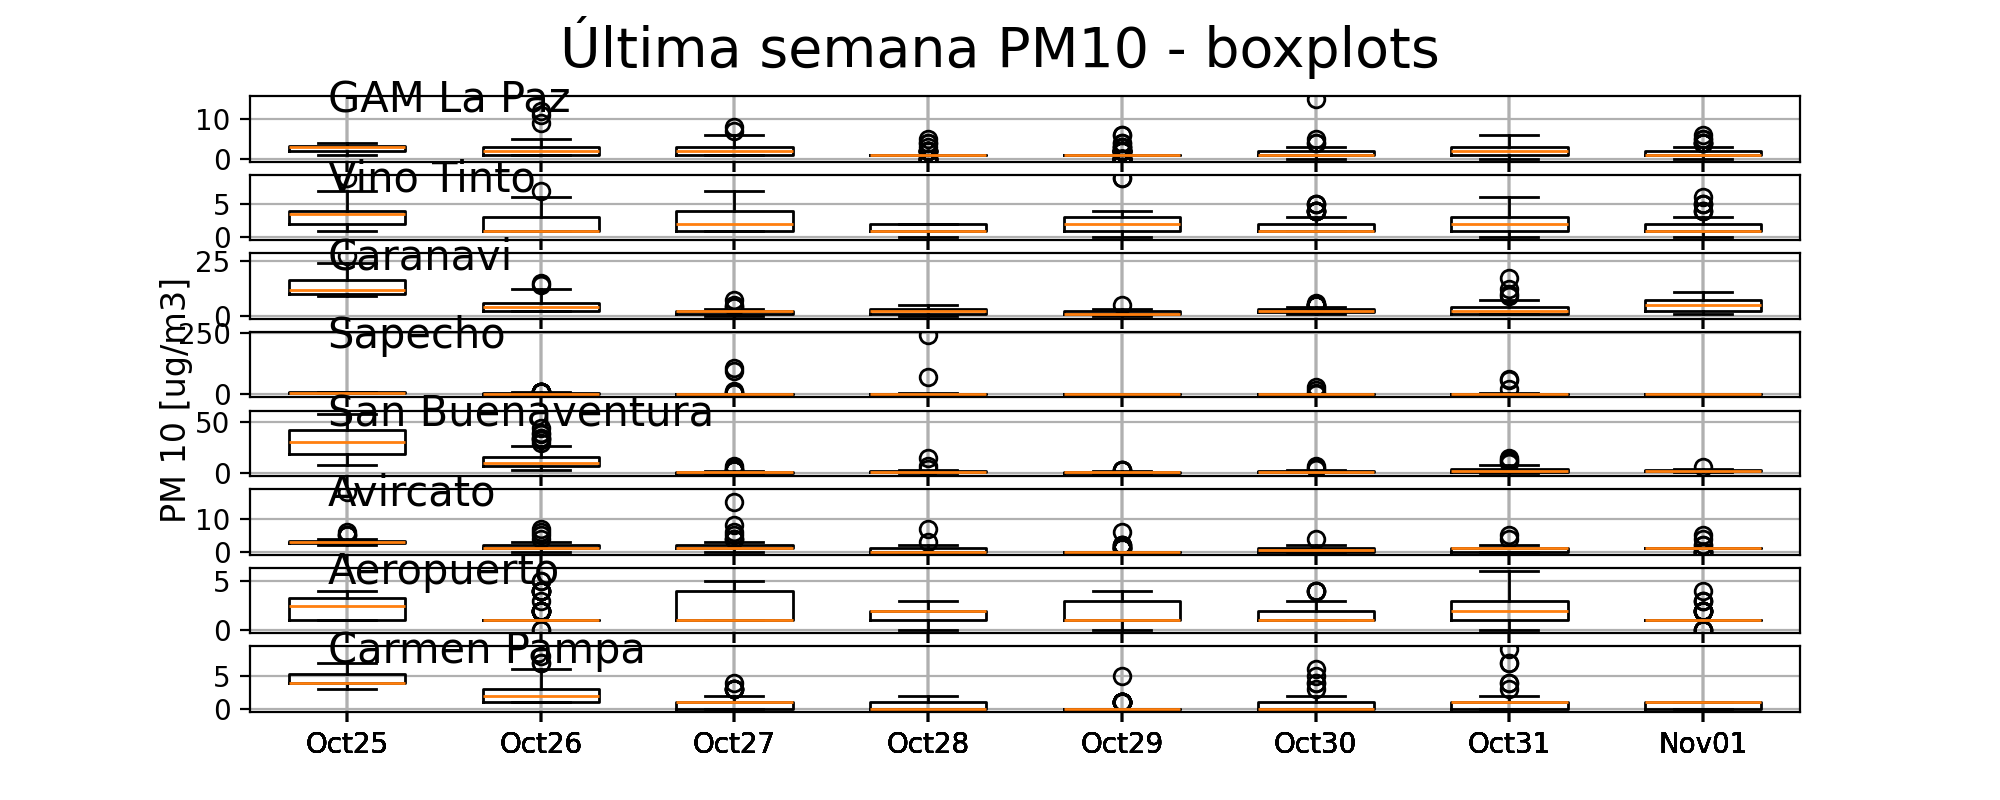 Última semana PM10 - boxplots
GAM La Paz
10
0
Vino Tinto
5
0
Caranavi
25
0
Sapecho
250
0
San Buenaventura
50
0
Avircato
10
0
Aeropuerto
5
0
Carmen Pampa
5
0
PM 10 [ug/m3]
Oct25 Oct26 Oct27 Oct28 Oct29 Oct30 Oct31 Nov01